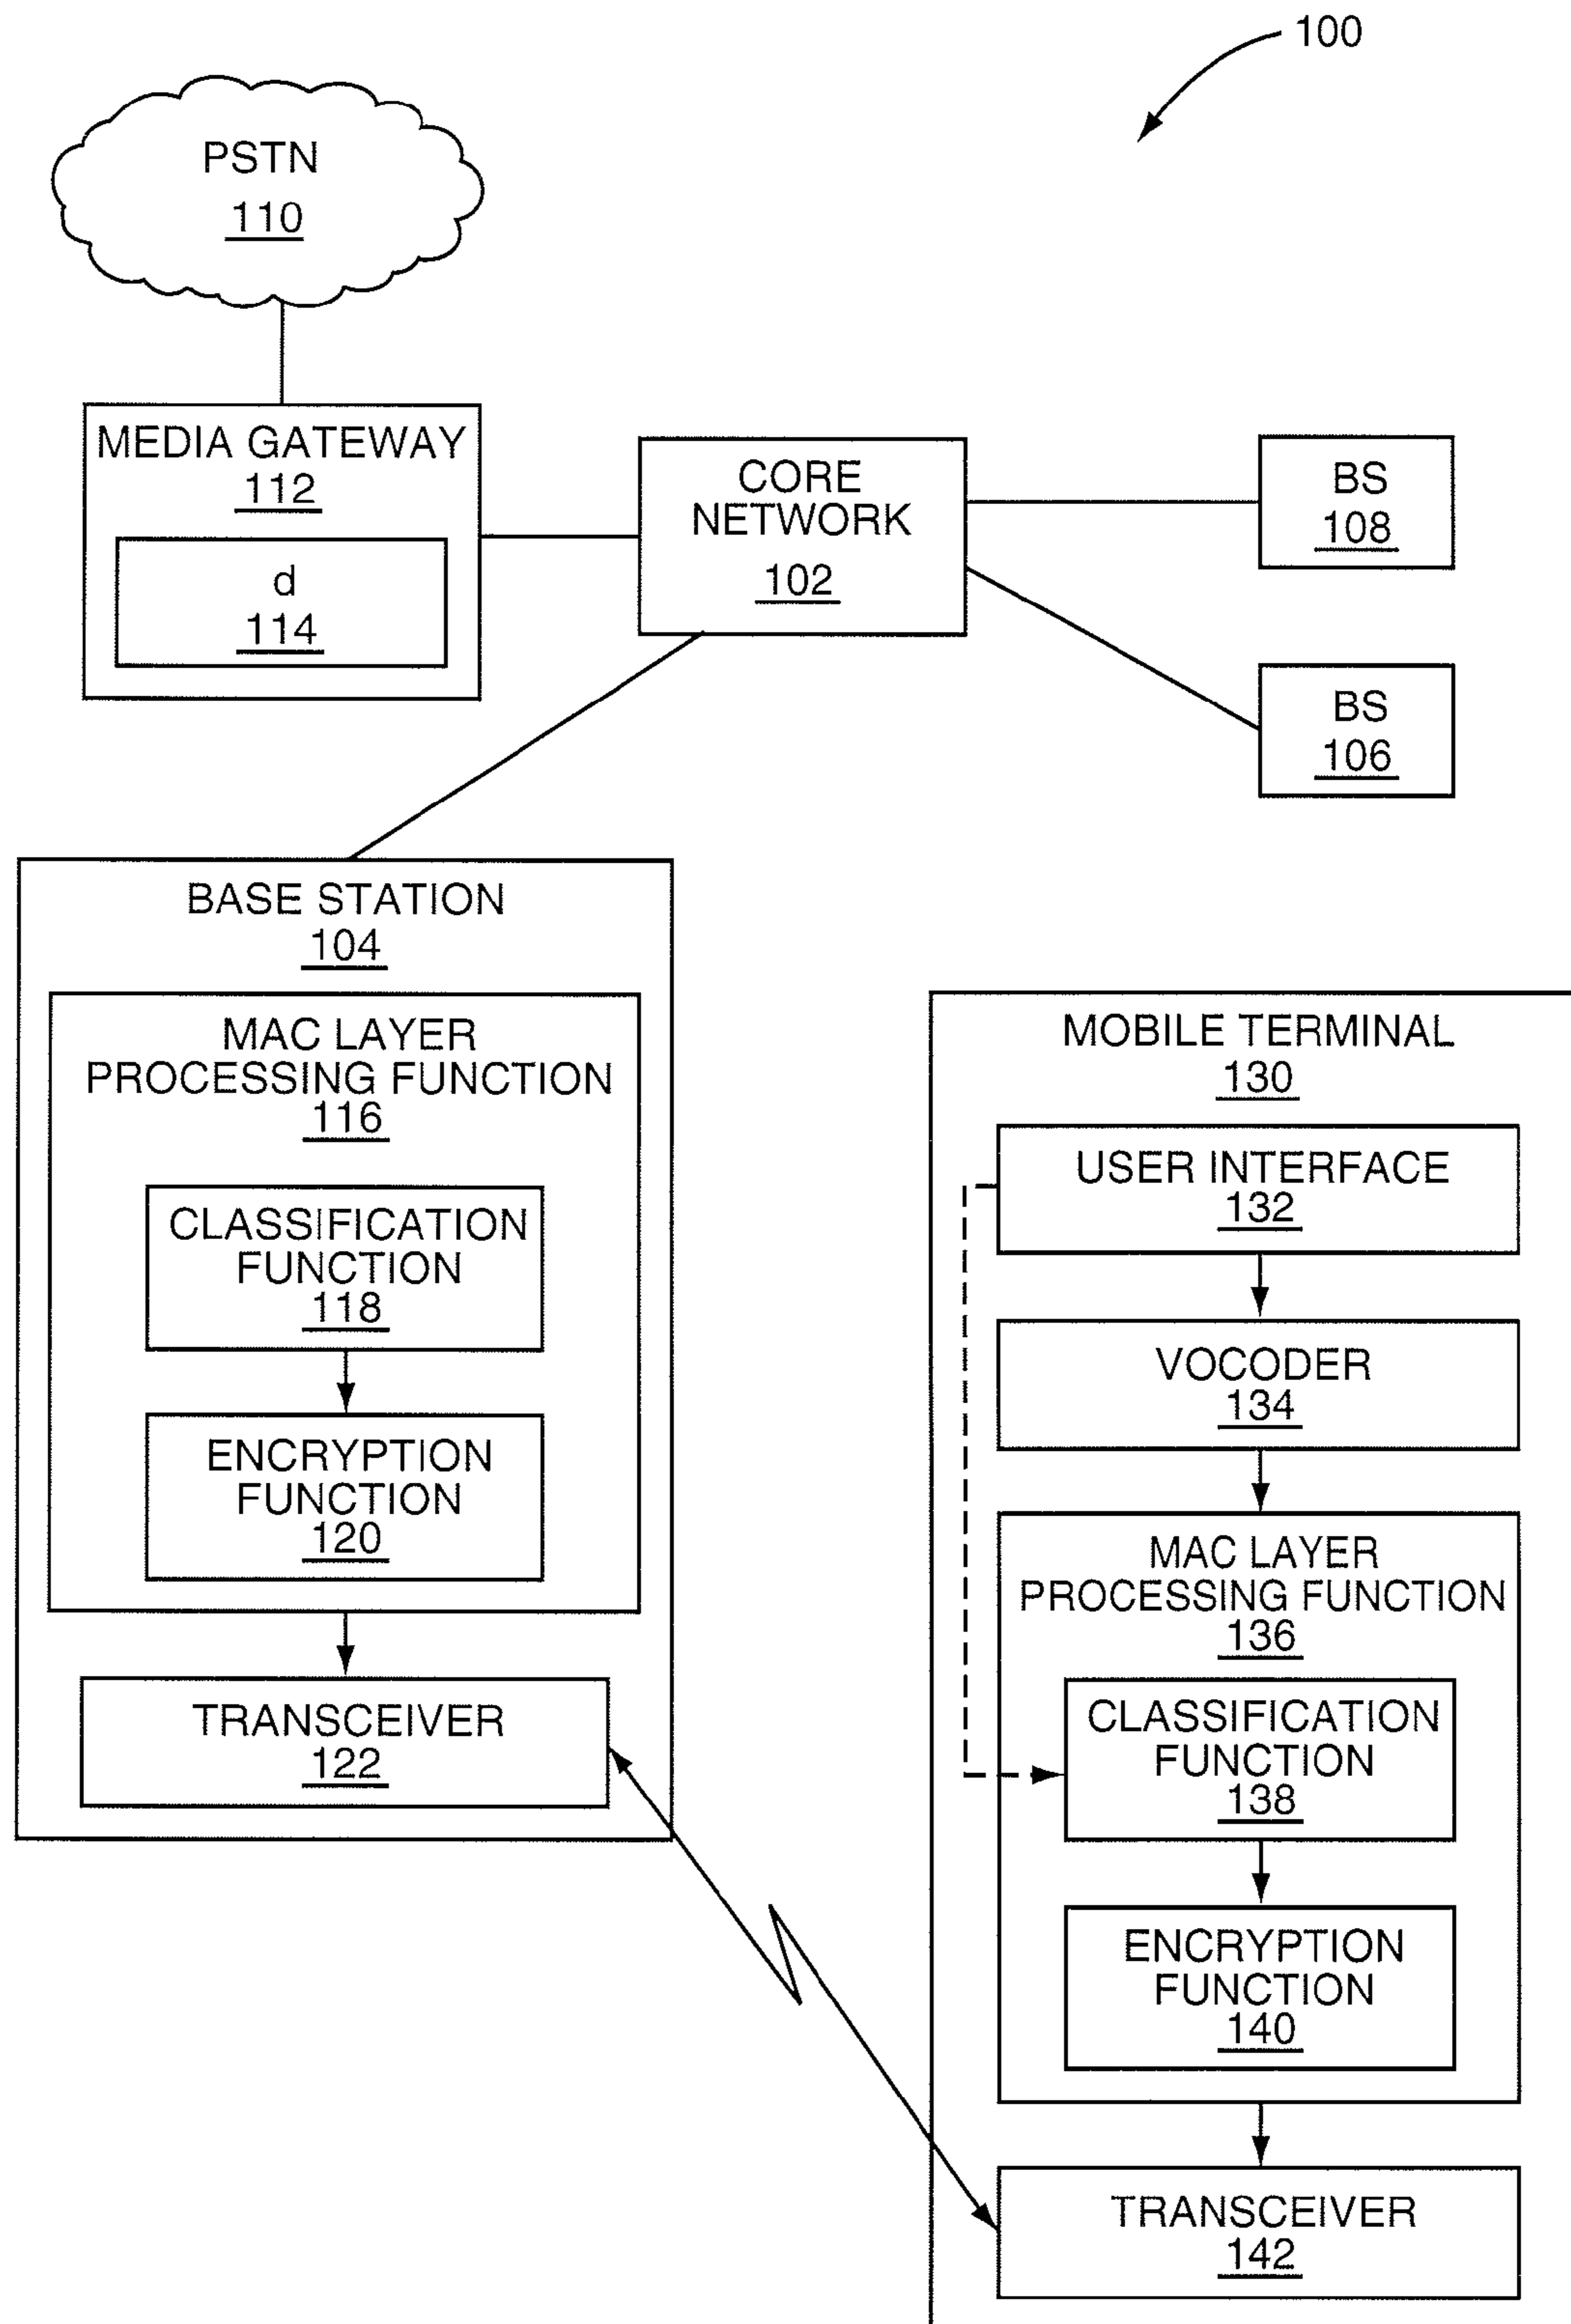 100
PSTN
110
MEDIA GATEWAY
112
d
114
CORE
NETWORK
102
BS
108
BS
106
BASE STATION
104
MAC LAYER
PROCESSING FUNCTION
116
CLASSIFICATION
FUNCTION
118
ENCRYPTION
FUNCTION
120
TRANSCEIVER
122
MOBILE TERMINAL
130
USER INTERFACE
132
VOCODER
134
MAC LAYER
PROCESSING FUNCTION
136
CLASSIFICATION
FUNCTION
138
ENCRYPTION
FUNCTION
140
TRANSCEIVER
142